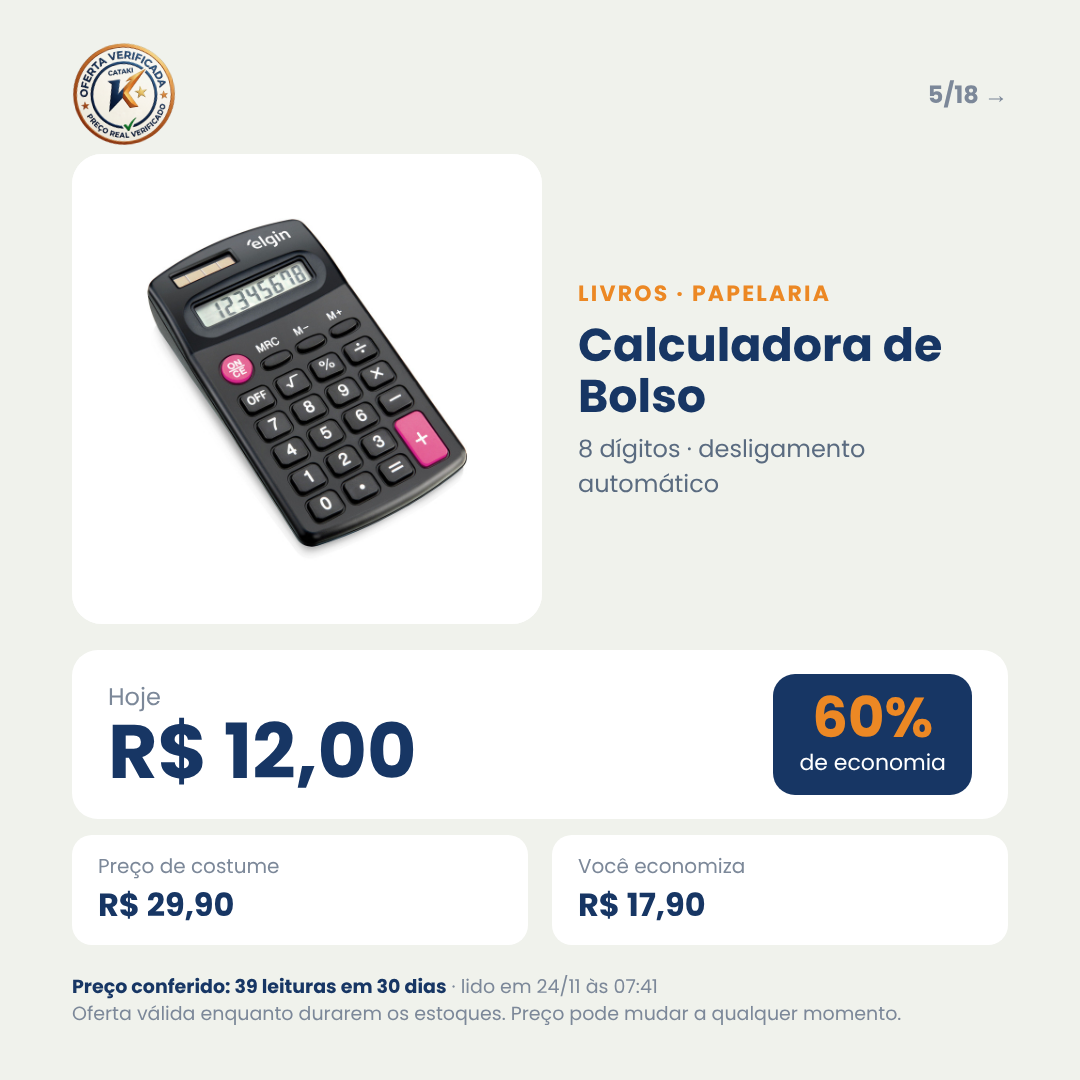 OFERTA VERIFICADA
CATAKI
K
PREÇO REAL VERIFICADO
5/18 →
elgin
12345678
MRC M− M+
ON
CE
OFF √ % ÷
7 8 9 ×
4 5 6 −
1 2 3 +
0 . =
LIVROS · PAPELARIA
Calculadora de
Bolso
8 dígitos · desligamento
automático
Hoje
R$ 12,00
60%
de economia
Preço de costume
R$ 29,90
Você economiza
R$ 17,90
Preço conferido: 39 leituras em 30 dias · lido em 24/11 às 07:41
Oferta válida enquanto durarem os estoques. Preço pode mudar a qualquer momento.